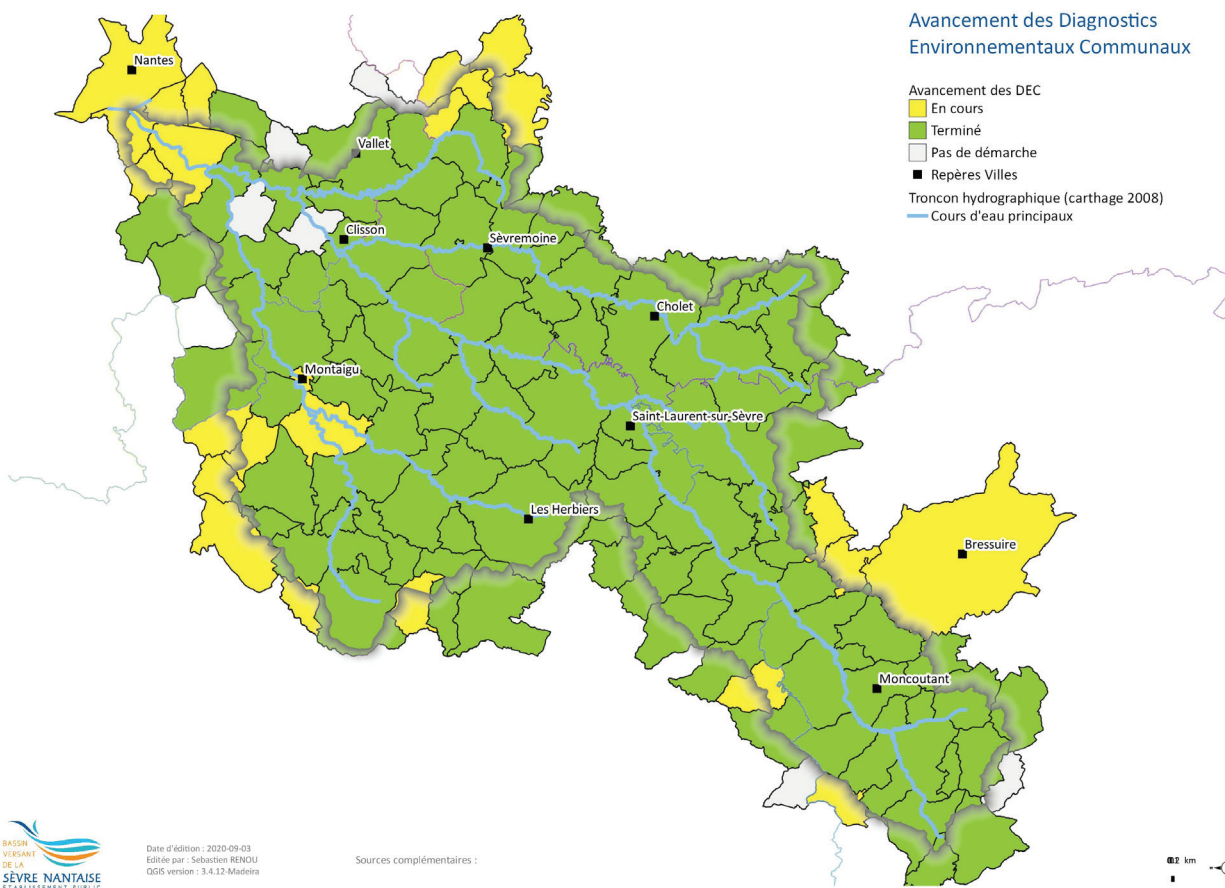 Avancement des Diagnostics
Environnementaux Communaux
Avancement des DEC
En cours
Terminé
Pas de démarche
Repères Villes
Troncon hydrographique (carthage 2008)
Cours d'eau principaux
Nantes
Vallet
Clisson
Sèvremoine
Cholet
Montaigu
Saint-Laurent-sur-Sèvre
Les Herbiers
Bressuire
Moncoutant
BASSIN
VERSANT
DE LA
SÈVRE NANTAISE
ÉTABLISSEMENT PUBLIC
Date d'édition : 2020-09-03
Editée par : Sebastien RENOU
QGIS version : 3.4.12-Madeira
Sources complémentaires :
km